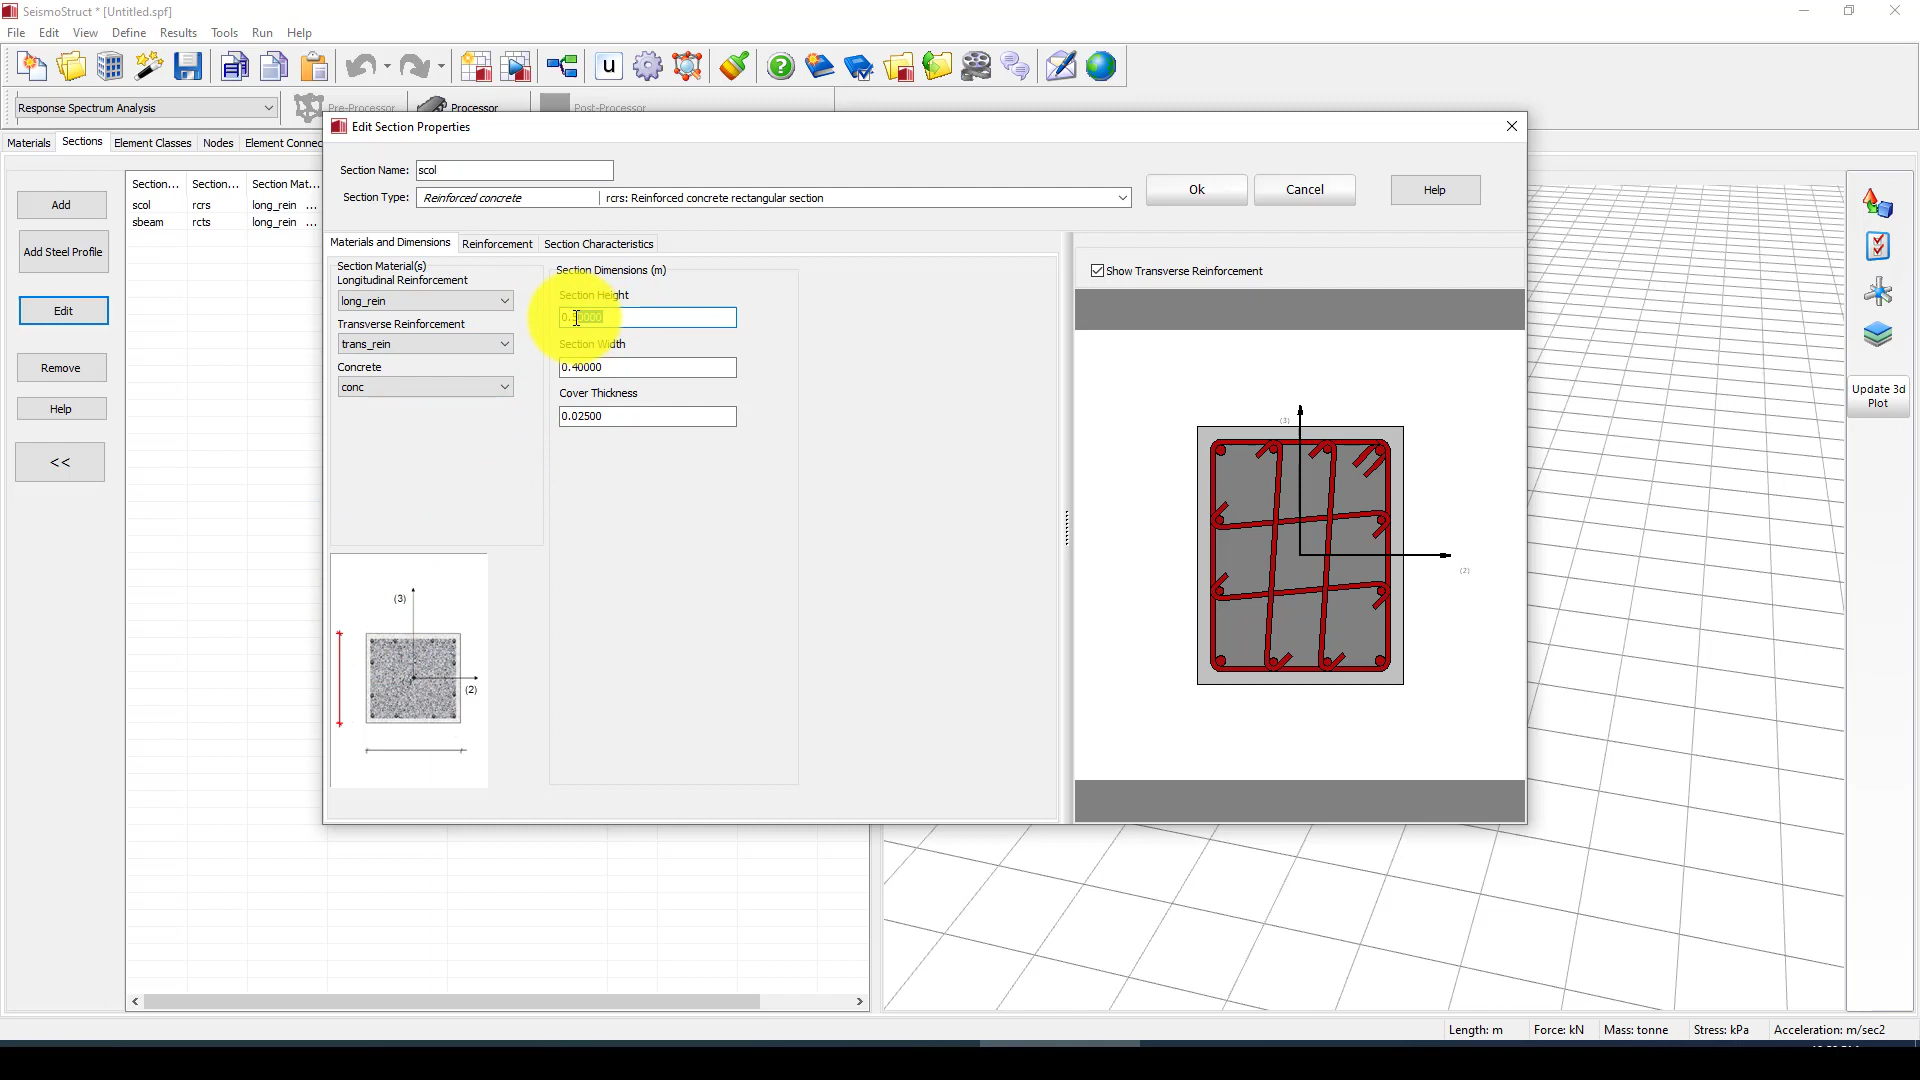 SeismoStruct * [Untitled.spf]
File Edit View Define Results Tools Run Help
u
Response Spectrum Analysis Pre-Processor Processor Post-Processor
Materials Sections Element Classes Nodes Element Connec
Edit Section Properties
Section Name: scol
Section Type: Reinforced concrete rcrs: Reinforced concrete rectangular section
Ok Cancel Help
Section... Section... Section Mat...
scol rcrs long_rein ...
sbeam rcts long_rein ...
Add
Add Steel Profile
Edit
Remove
Help
<<
Materials and Dimensions Reinforcement Section Characteristics
Section Material(s)
Longitudinal Reinforcement
long_rein
Transverse Reinforcement
trans_rein
Concrete
conc
Section Dimensions (m)
Section Height
Section Width
0.40000
Cover Thickness
0.02500
(3)
(2)
Show Transverse Reinforcement
(3)
(2)
Update 3d
Plot
< >
Length: m Force: kN Mass: tonne Stress: kPa Acceleration: m/sec2